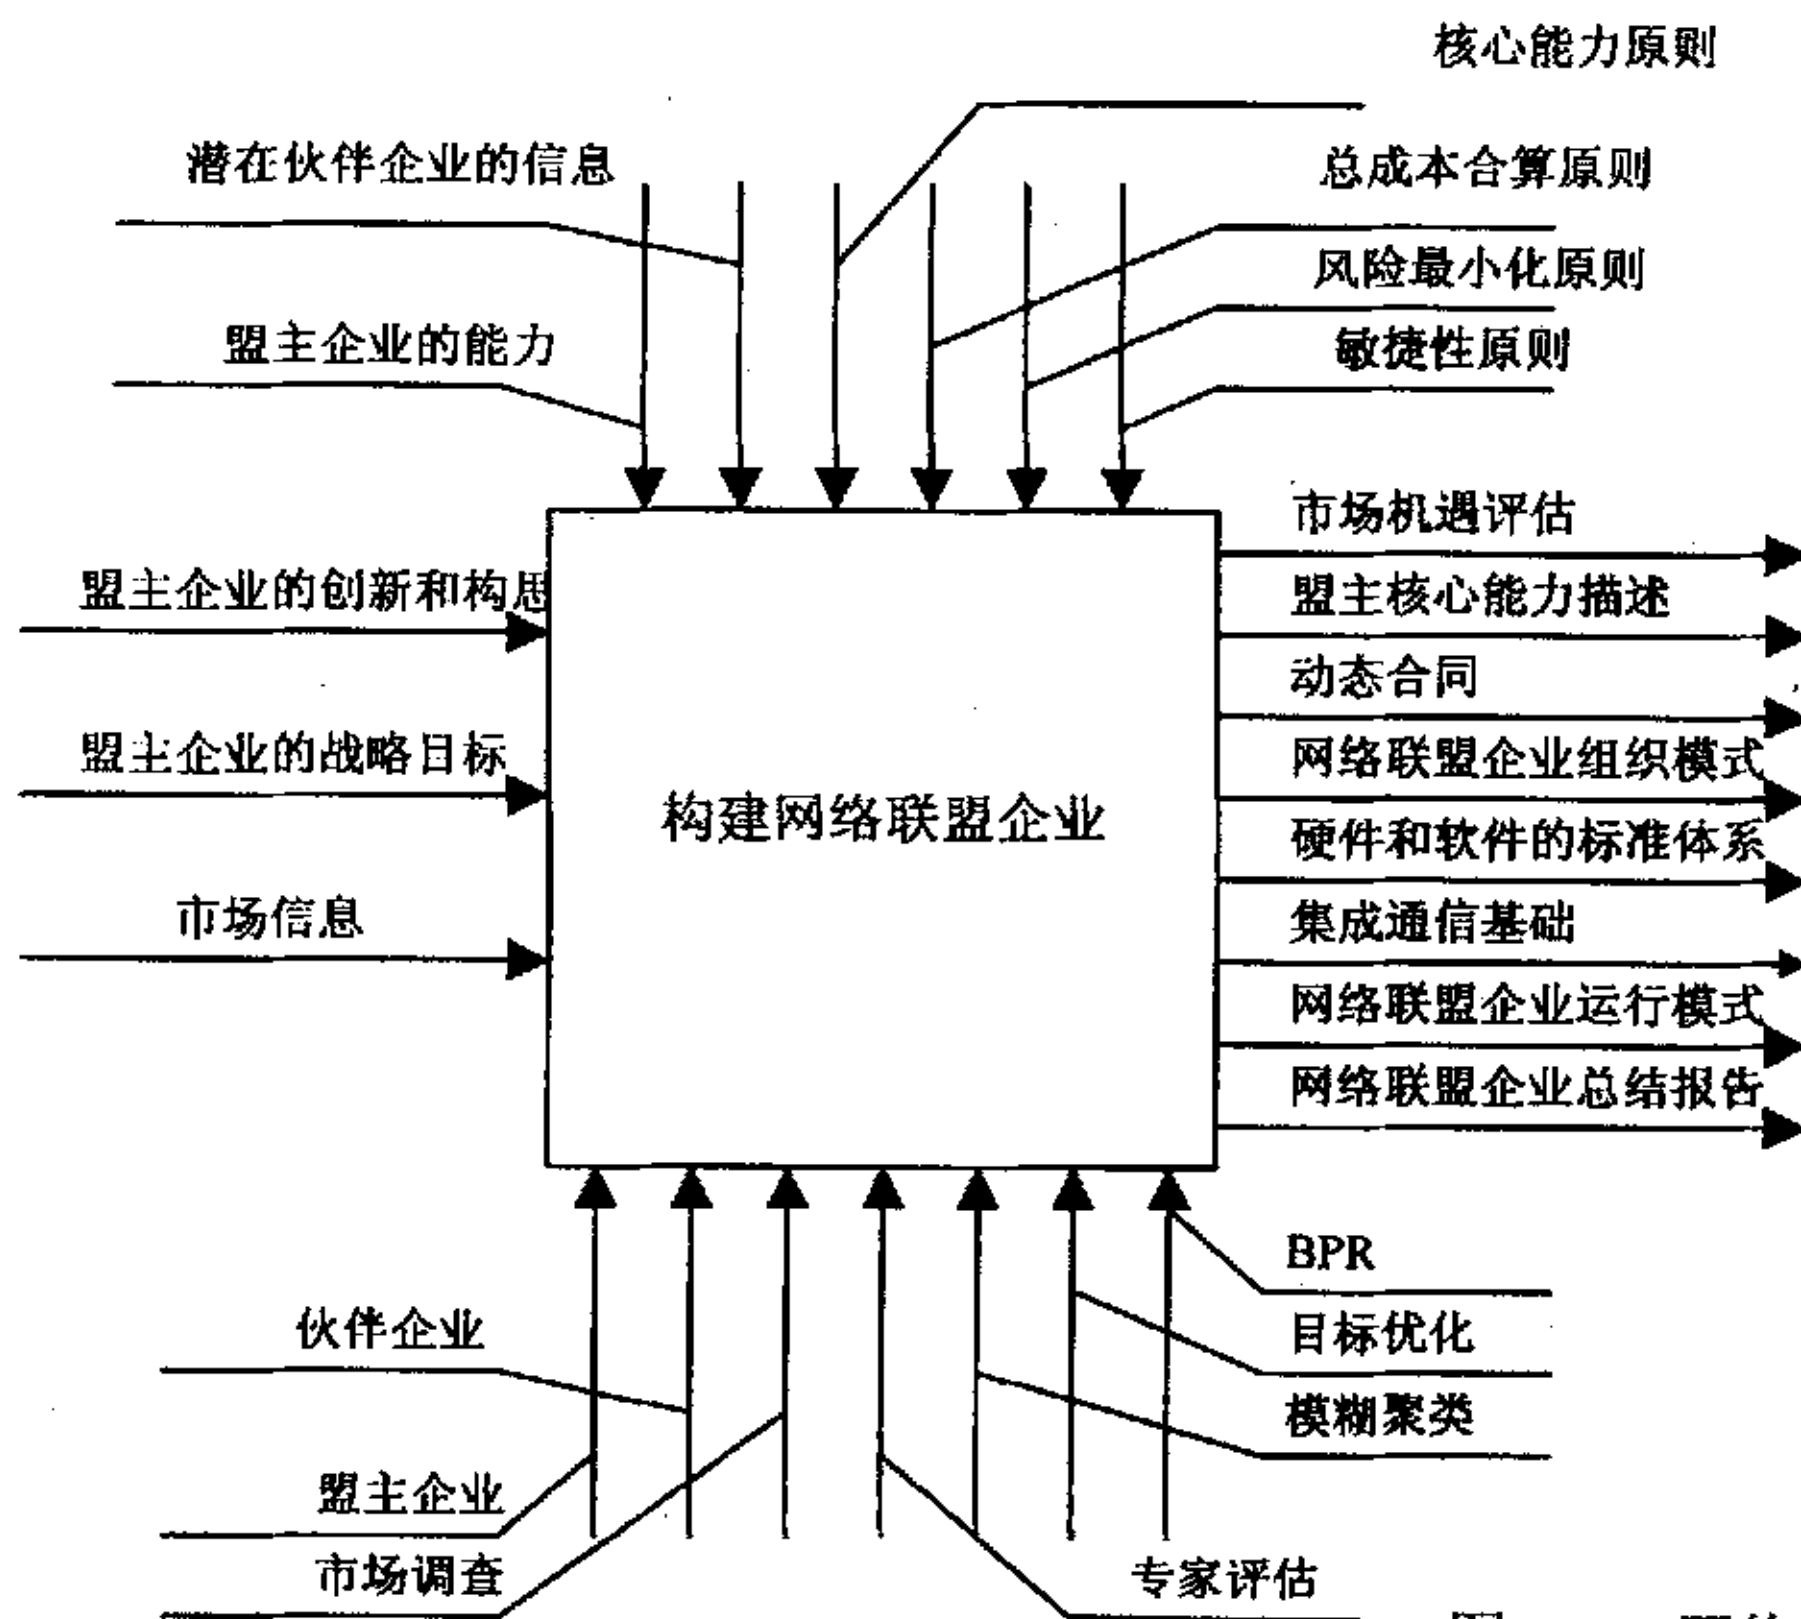 核心能力原则
潜在伙伴企业的信息
总成本合算原则
风险最小化原则
盟主企业的能力
敏捷性原则
市场机遇评估
盟主企业的创新和构思
盟主核心能力描述
动态合同
盟主企业的战略目标
网络联盟企业组织模式
构建网络联盟企业
硬件和软件的标准体系
市场信息
集成通信基础
网络联盟企业运行模式
网络联盟企业总结报告
BPR
伙伴企业
目标优化
模糊聚类
盟主企业
市场调查
专家评估